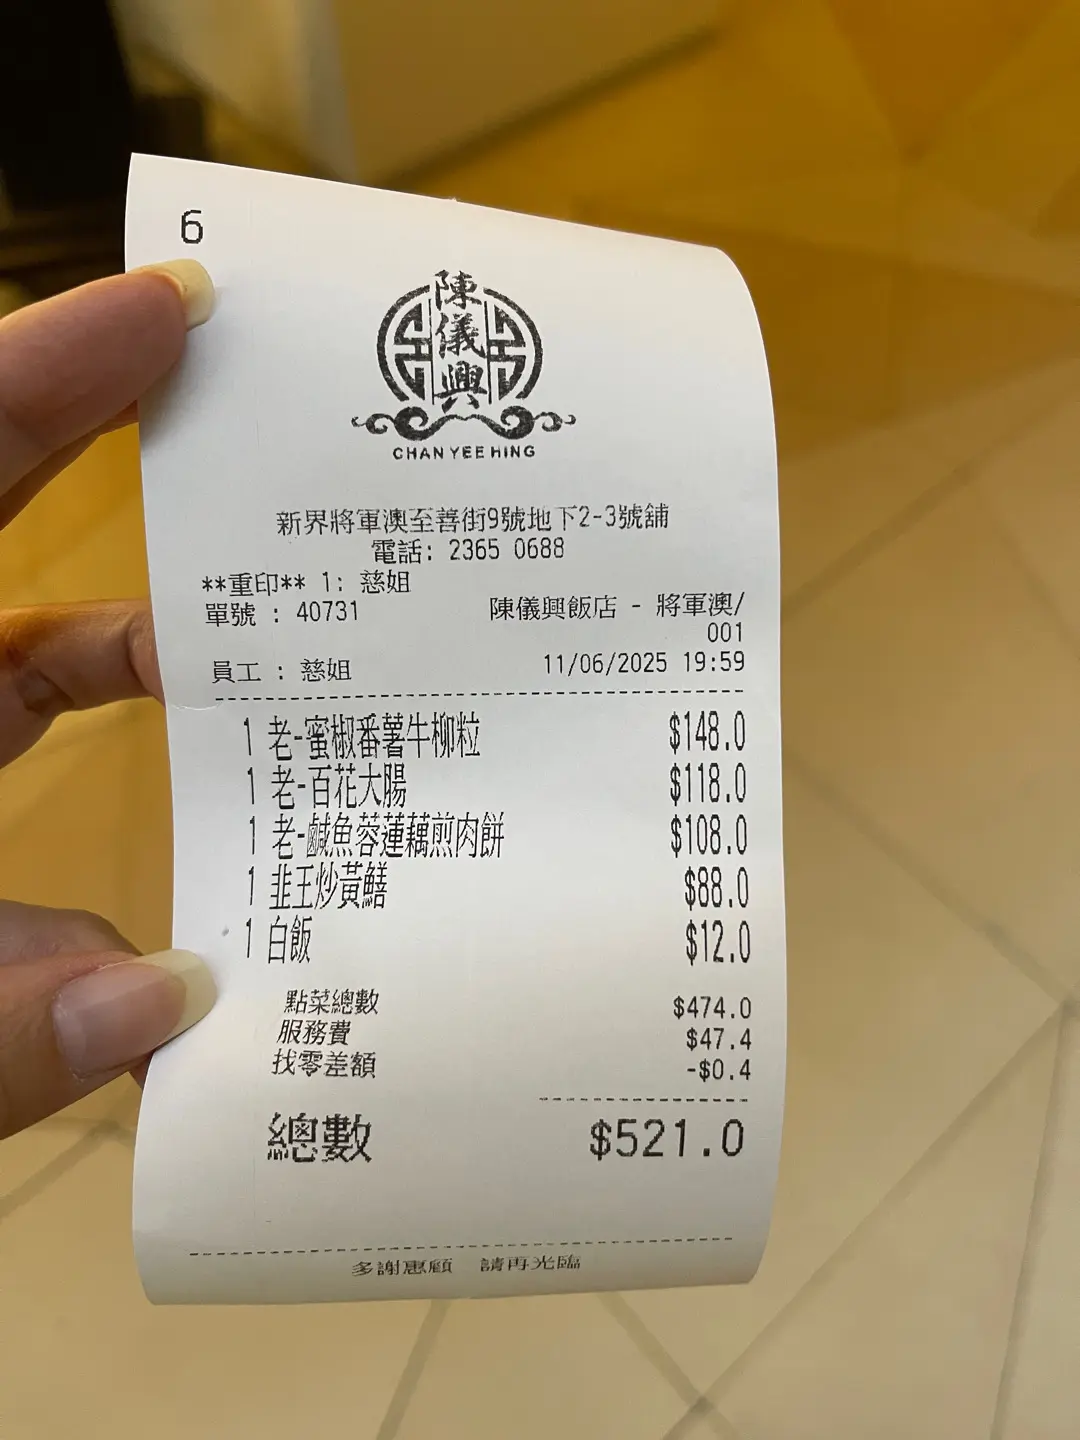 6
陳儀興
CHAN YEE HING
新界將軍澳至善街9號地下2-3號舖
電話: 2365 0688
**重印** 1: 慈姐
單號 : 40731 陳儀興飯店 - 將軍澳/
001
員工 : 慈姐 11/06/2025 19:59
1 老-蜜椒番薯牛柳粒 $148.0
1 老-百花大腸 $118.0
1 老-鹹魚蓉蓮藕煎肉餅 $108.0
1 韭王炒黃鱔 $88.0
1 白飯 $12.0
點菜總數 $474.0
服務費 $47.4
找零差額 -$0.4
總數 $521.0
多謝惠顧 請再光臨